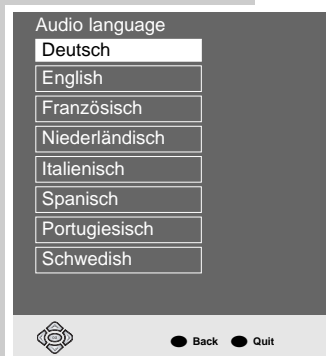 Audio language
Deutsch
English
Französisch
Niederländisch
Italienisch
Spanisch
Portugiesisch
Schwedish
Back Quit